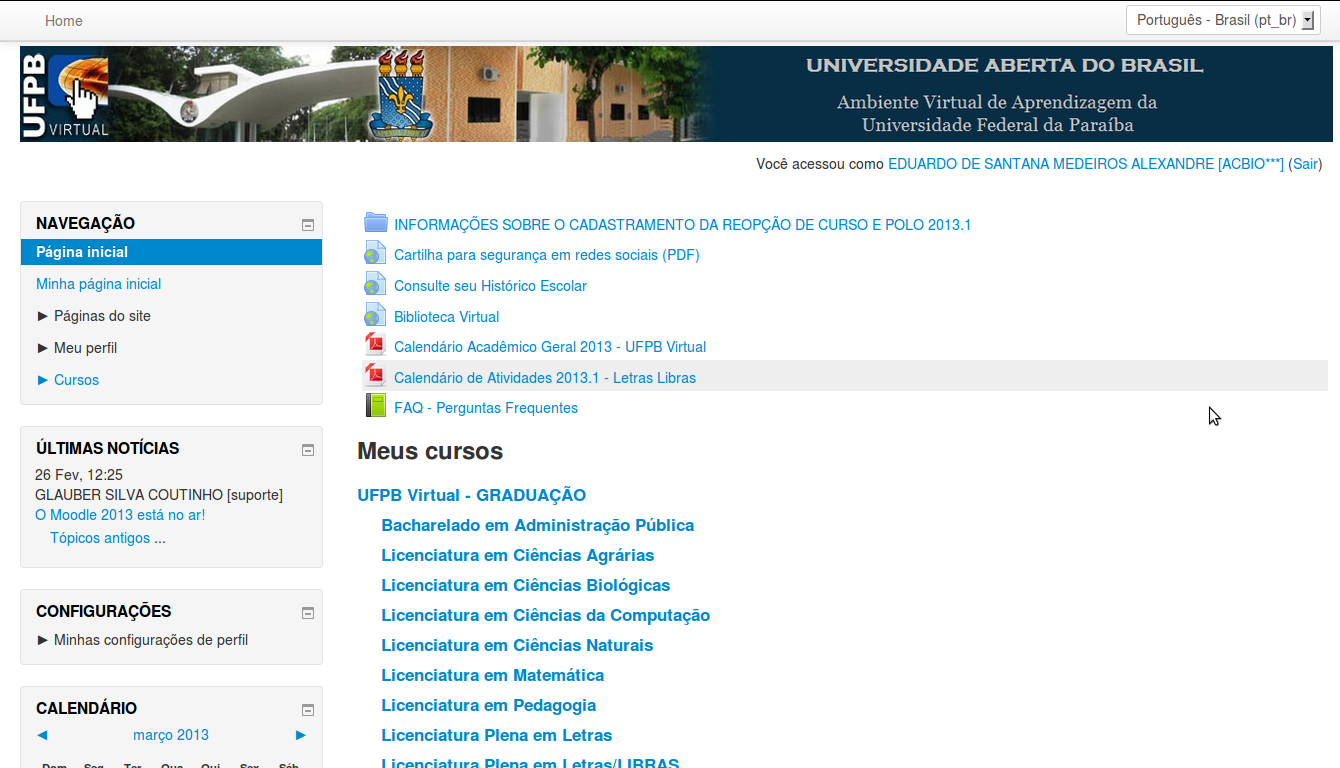 Home
Português - Brasil (pt_br)
UFPB
VIRTUAL
UNIVERSIDADE ABERTA DO BRASIL
Ambiente Virtual de Aprendizagem da
Universidade Federal da Paraíba
Você acessou como EDUARDO DE SANTANA MEDEIROS ALEXANDRE [ACBIO***] (Sair)
NAVEGAÇÃO
Página inicial
Minha página inicial
► Páginas do site
► Meu perfil
► Cursos
ÚLTIMAS NOTÍCIAS
26 Fev, 12:25
GLAUBER SILVA COUTINHO [suporte]
O Moodle 2013 está no ar!
Tópicos antigos ...
CONFIGURAÇÕES
► Minhas configurações de perfil
CALENDÁRIO
◄ março 2013 ►
Dom Seg Ter Qua Qui Sex Sáb
INFORMAÇÕES SOBRE O CADASTRAMENTO DA REOPÇÃO DE CURSO E POLO 2013.1
Cartilha para segurança em redes sociais (PDF)
Consulte seu Histórico Escolar
Biblioteca Virtual
Calendário Acadêmico Geral 2013 - UFPB Virtual
Calendário de Atividades 2013.1 - Letras Libras
FAQ - Perguntas Frequentes
Meus cursos
UFPB Virtual - GRADUAÇÃO
Bacharelado em Administração Pública
Licenciatura em Ciências Agrárias
Licenciatura em Ciências Biológicas
Licenciatura em Ciências da Computação
Licenciatura em Ciências Naturais
Licenciatura em Matemática
Licenciatura em Pedagogia
Licenciatura Plena em Letras
Licenciatura Plena em Letras/LIBRAS